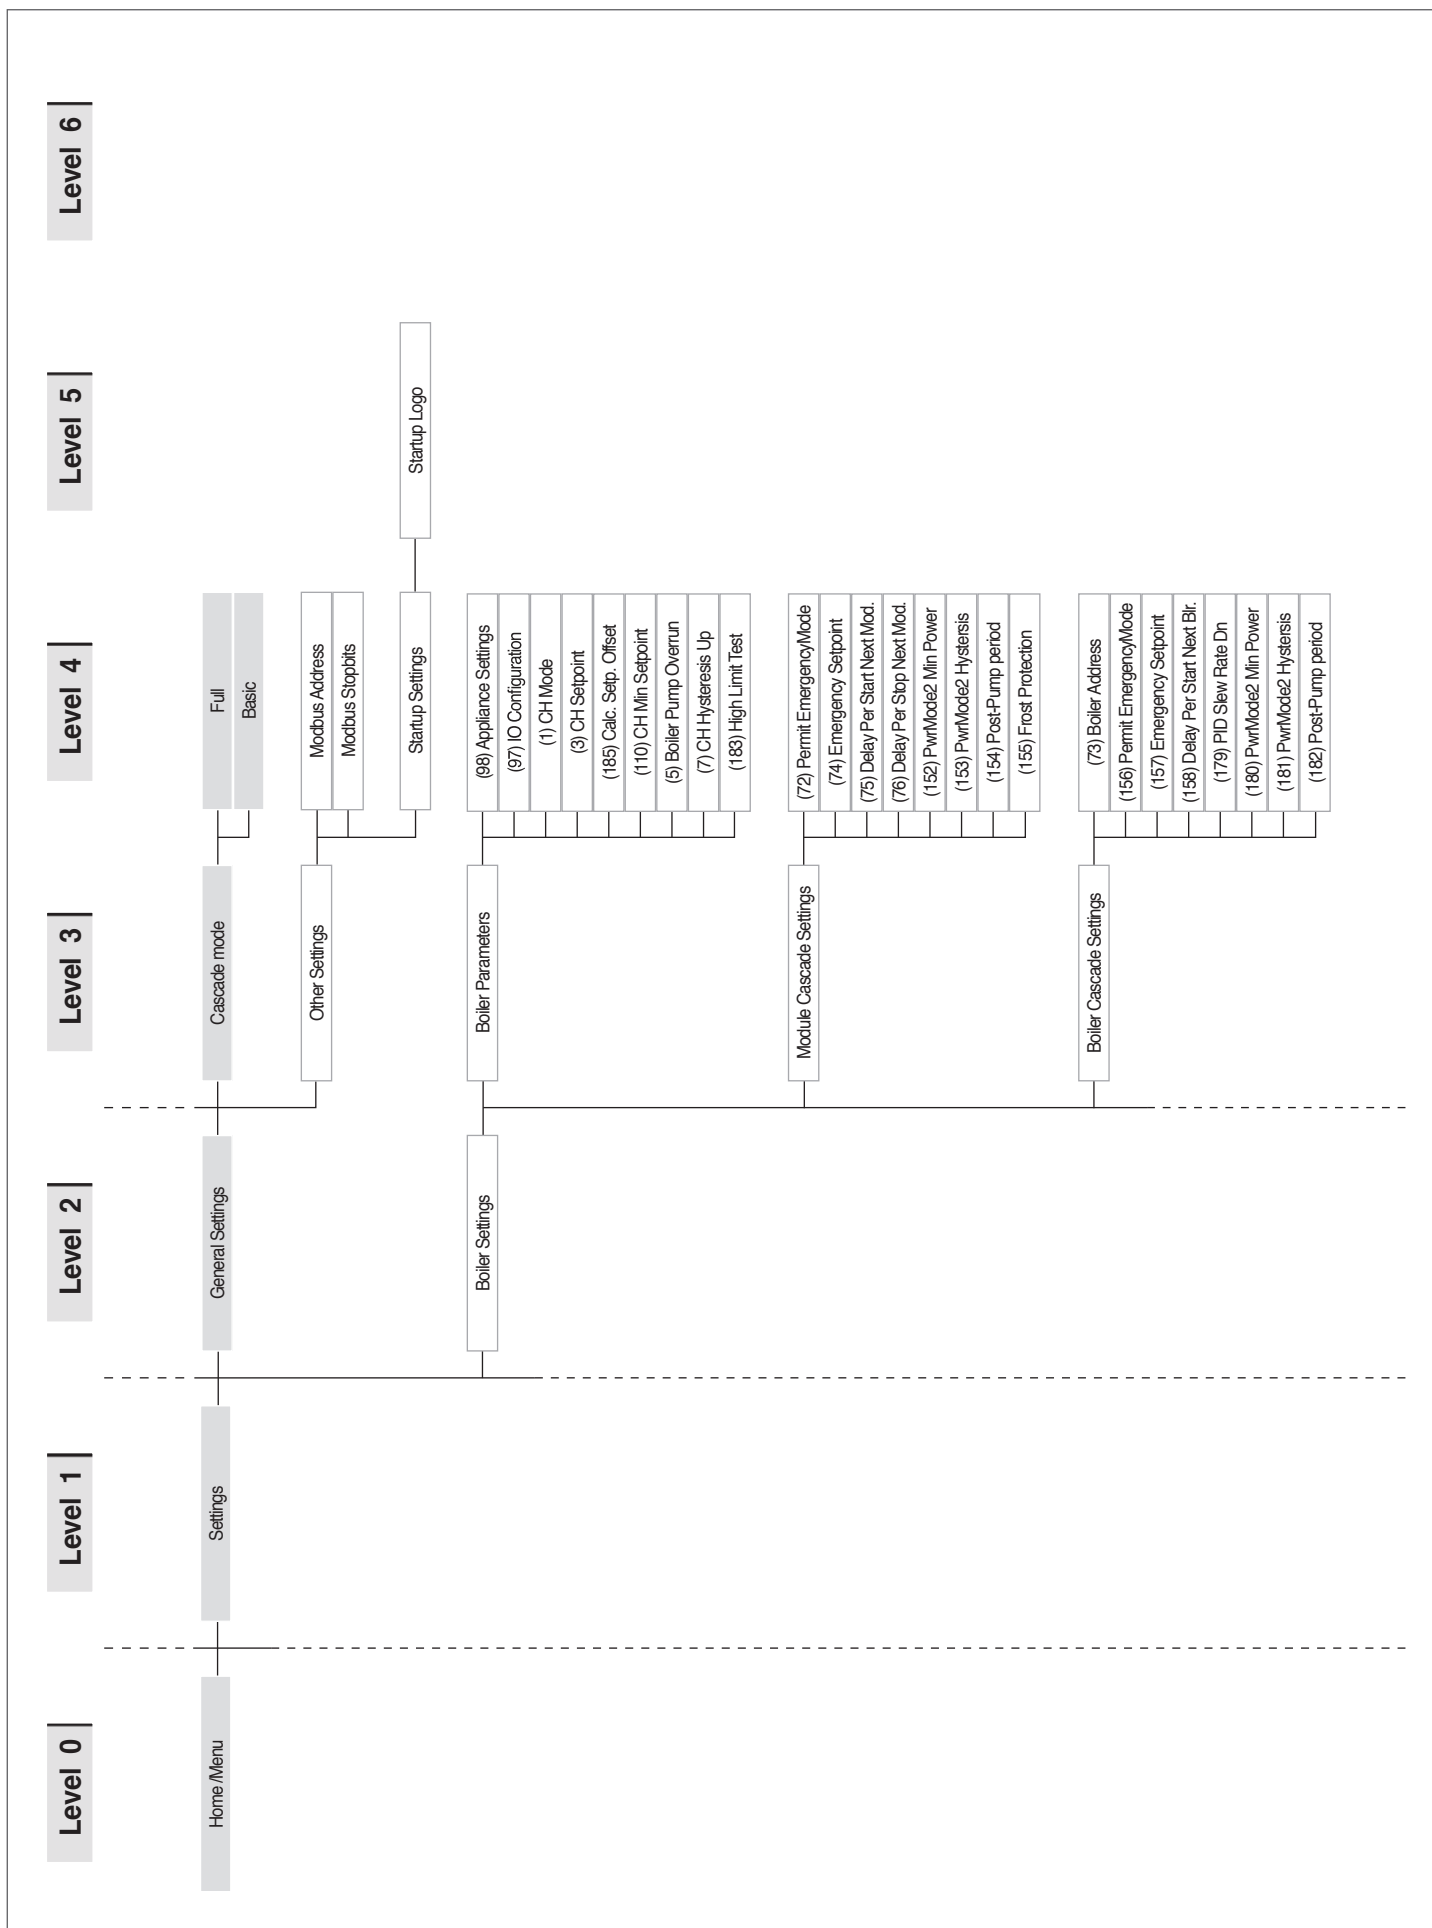 Level 0
Level 1
Level 2
Level 3
Level 4
Level 5
Level 6
Home /Menu
Settings
General Settings
Cascade mode
Full
Basic
Other Settings
Modbus Address
Modbus Stopbits
Startup Settings
Startup Logo
Boiler Settings
Boiler Parameters
(98) Appliance Settings
(97) IO Configuration
(1) CH Mode
(3) CH Setpoint
(185) Calc. Setp. Offset
(110) CH Min Setpoint
(5) Boiler Pump Overrun
(7) CH Hysteresis Up
(183) High Limit Test
Module Cascade Settings
(72) Permit EmergencyMode
(74) Emergency Setpoint
(75) Delay Per Start Next Mod.
(76) Delay Per Stop Next Mod.
(152) PwrMode2 Min Power
(153) PwrMode2 Hystersis
(154) Post-Pump period
(155) Frost Protection
Boiler Cascade Settings
(73) Boiler Address
(156) Permit EmergencyMode
(157) Emergency Setpoint
(158) Delay Per Start Next Blr.
(179) PID Slew Rate Dn
(180) PwrMode2 Min Power
(181) PwrMode2 Hystersis
(182) Post-Pump period